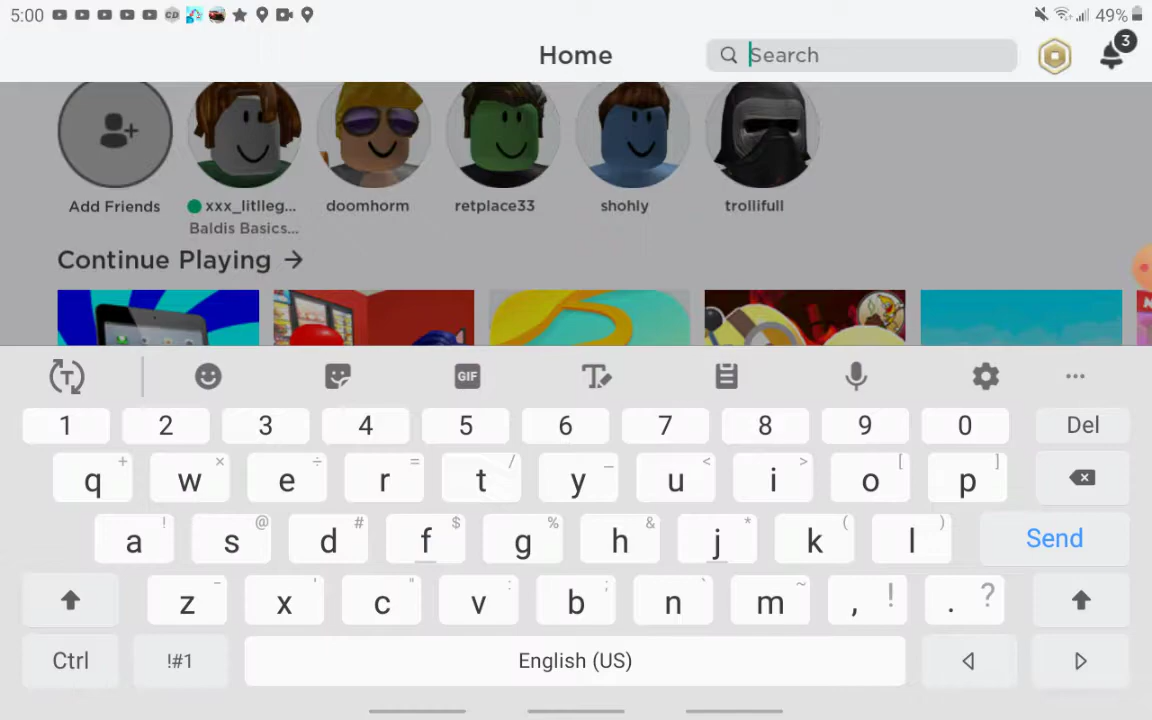 5:00 49%
Home
Search
3
Add Friends
xxx_litlleg...
Baldis Basics...
doomhorm
retplace33
shohly
trollifull
Continue Playing →
GIF
1 2 3 4 5 6 7 8 9 0 Del
q + w × e ÷ r = t / y _ u < i > o [ p ]
a ! s @ d # f $ g % h & j * k ( l ) Send
z - x ' c " v : b ; n ` m ~ , ! . ?
Ctrl !#1 English (US)